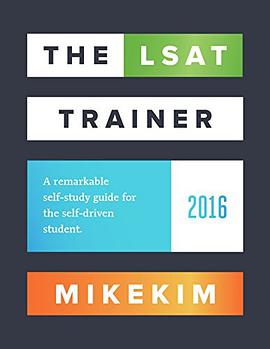 THE LSAT
TRAINER
A remarkable
self-study guide for
the self-driven
student.
2016
MIKEKIM